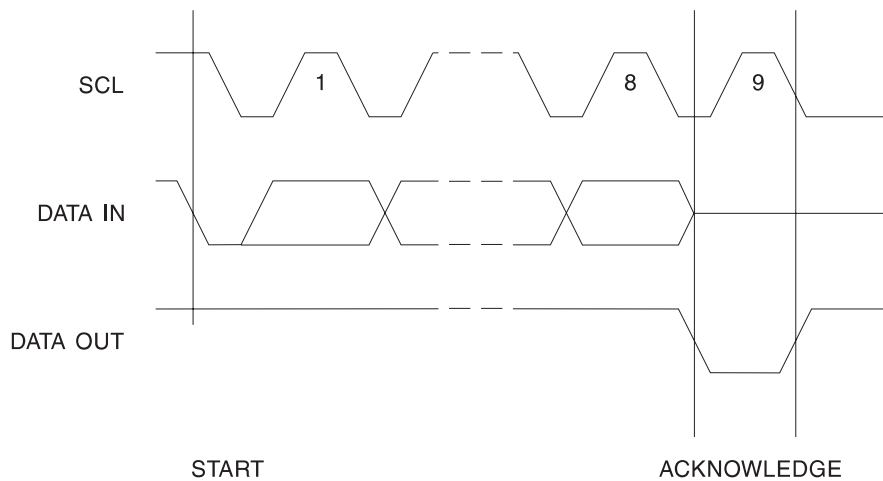 SCL 1 8 9
DATA IN
DATA OUT
START ACKNOWLEDGE